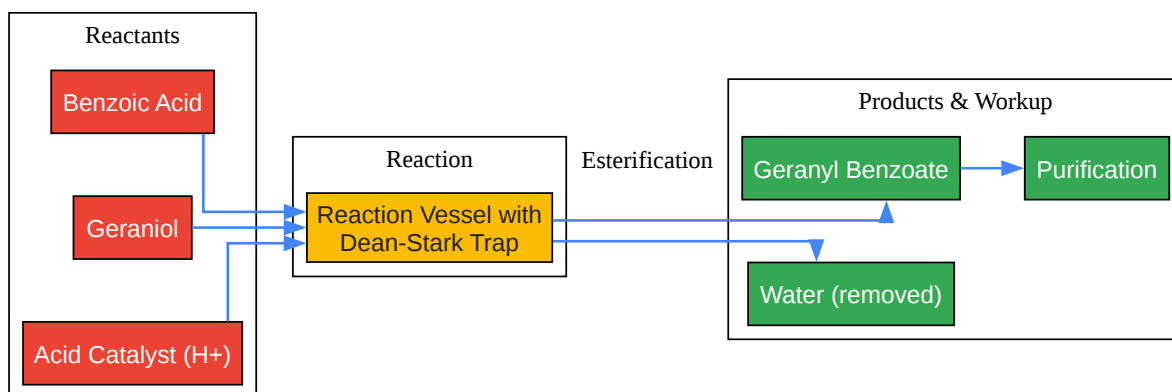 Reactants
Benzoic Acid
Geraniol
Acid Catalyst (H+)
Reaction
Reaction Vessel with
Dean-Stark Trap
Esterification
Products & Workup
Geranyl Benzoate
Purification
Water (removed)